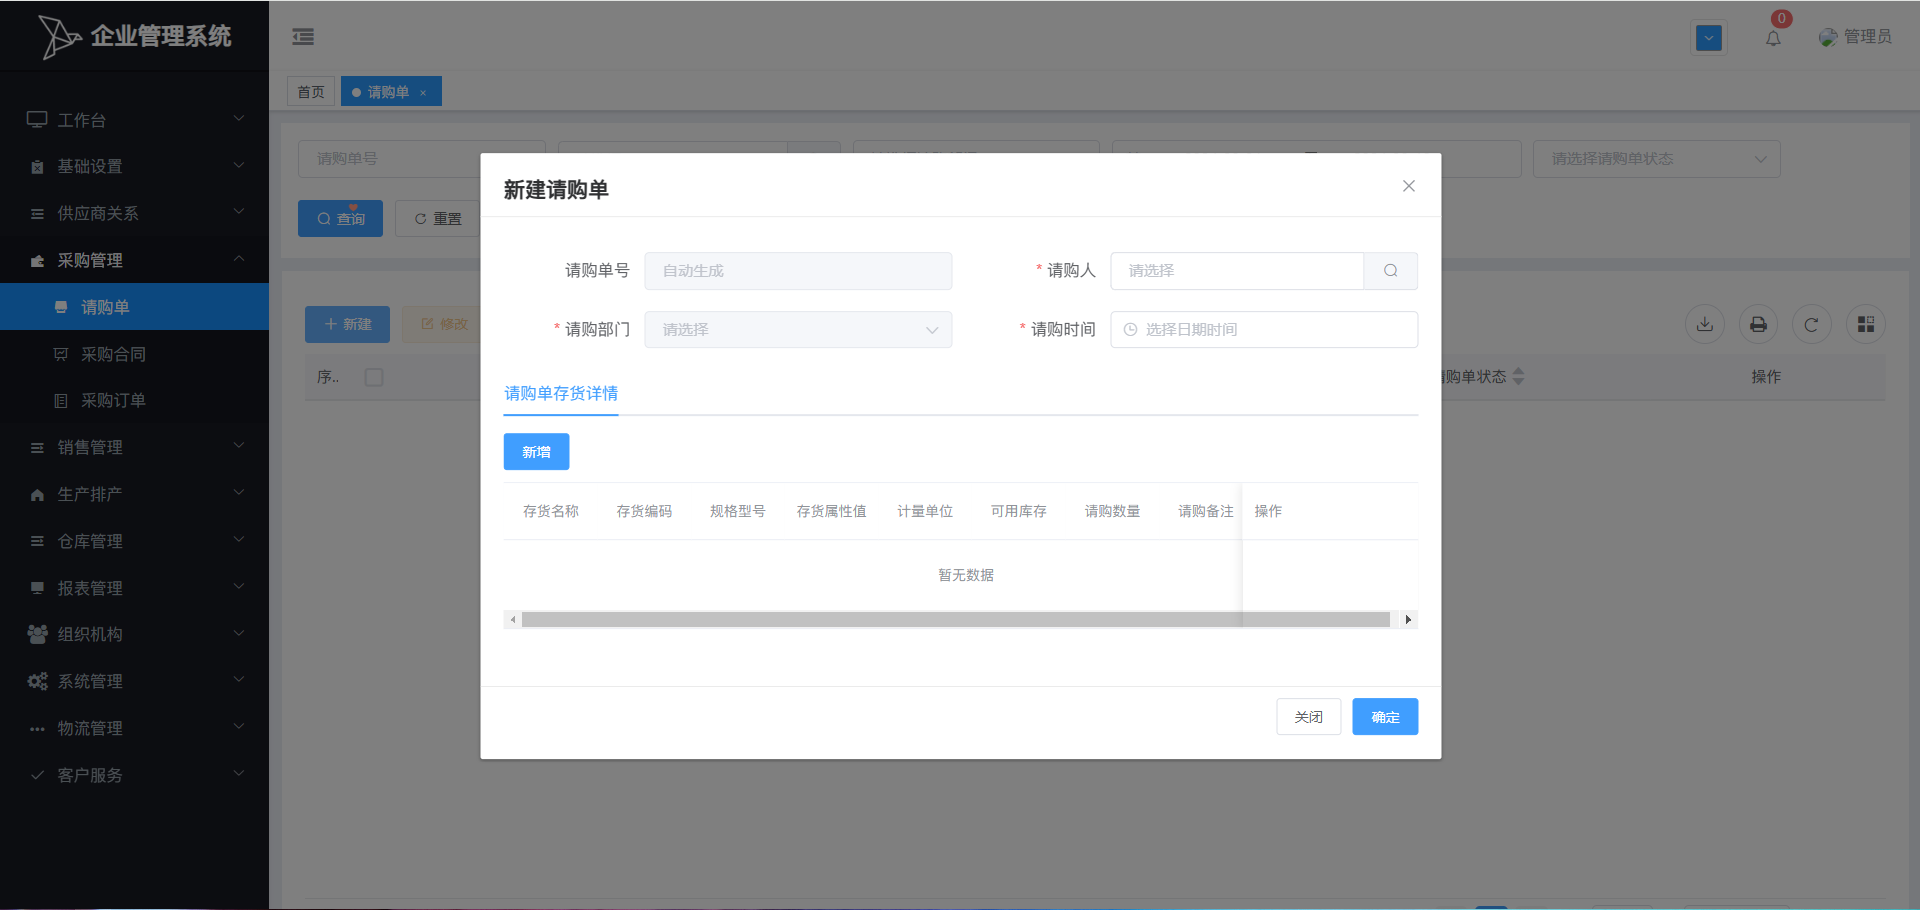 企业管理系统
0
管理员
首页
请购单 ×
工作台
基础设置
供应商关系
采购管理
请购单
采购合同
采购订单
销售管理
生产排产
仓库管理
报表管理
组织机构
系统管理
物流管理
客户服务
请购单号
请选择请购单状态
查询
重置
新建
修改
序..
购单状态
操作
新建请购单
请购单号
自动生成
* 请购人
请选择
* 请购部门
请选择
* 请购时间
选择日期时间
请购单存货详情
新增
存货名称 存货编码 规格型号 存货属性值 计量单位 可用库存 请购数量 请购备注 操作
暂无数据
关闭
确定